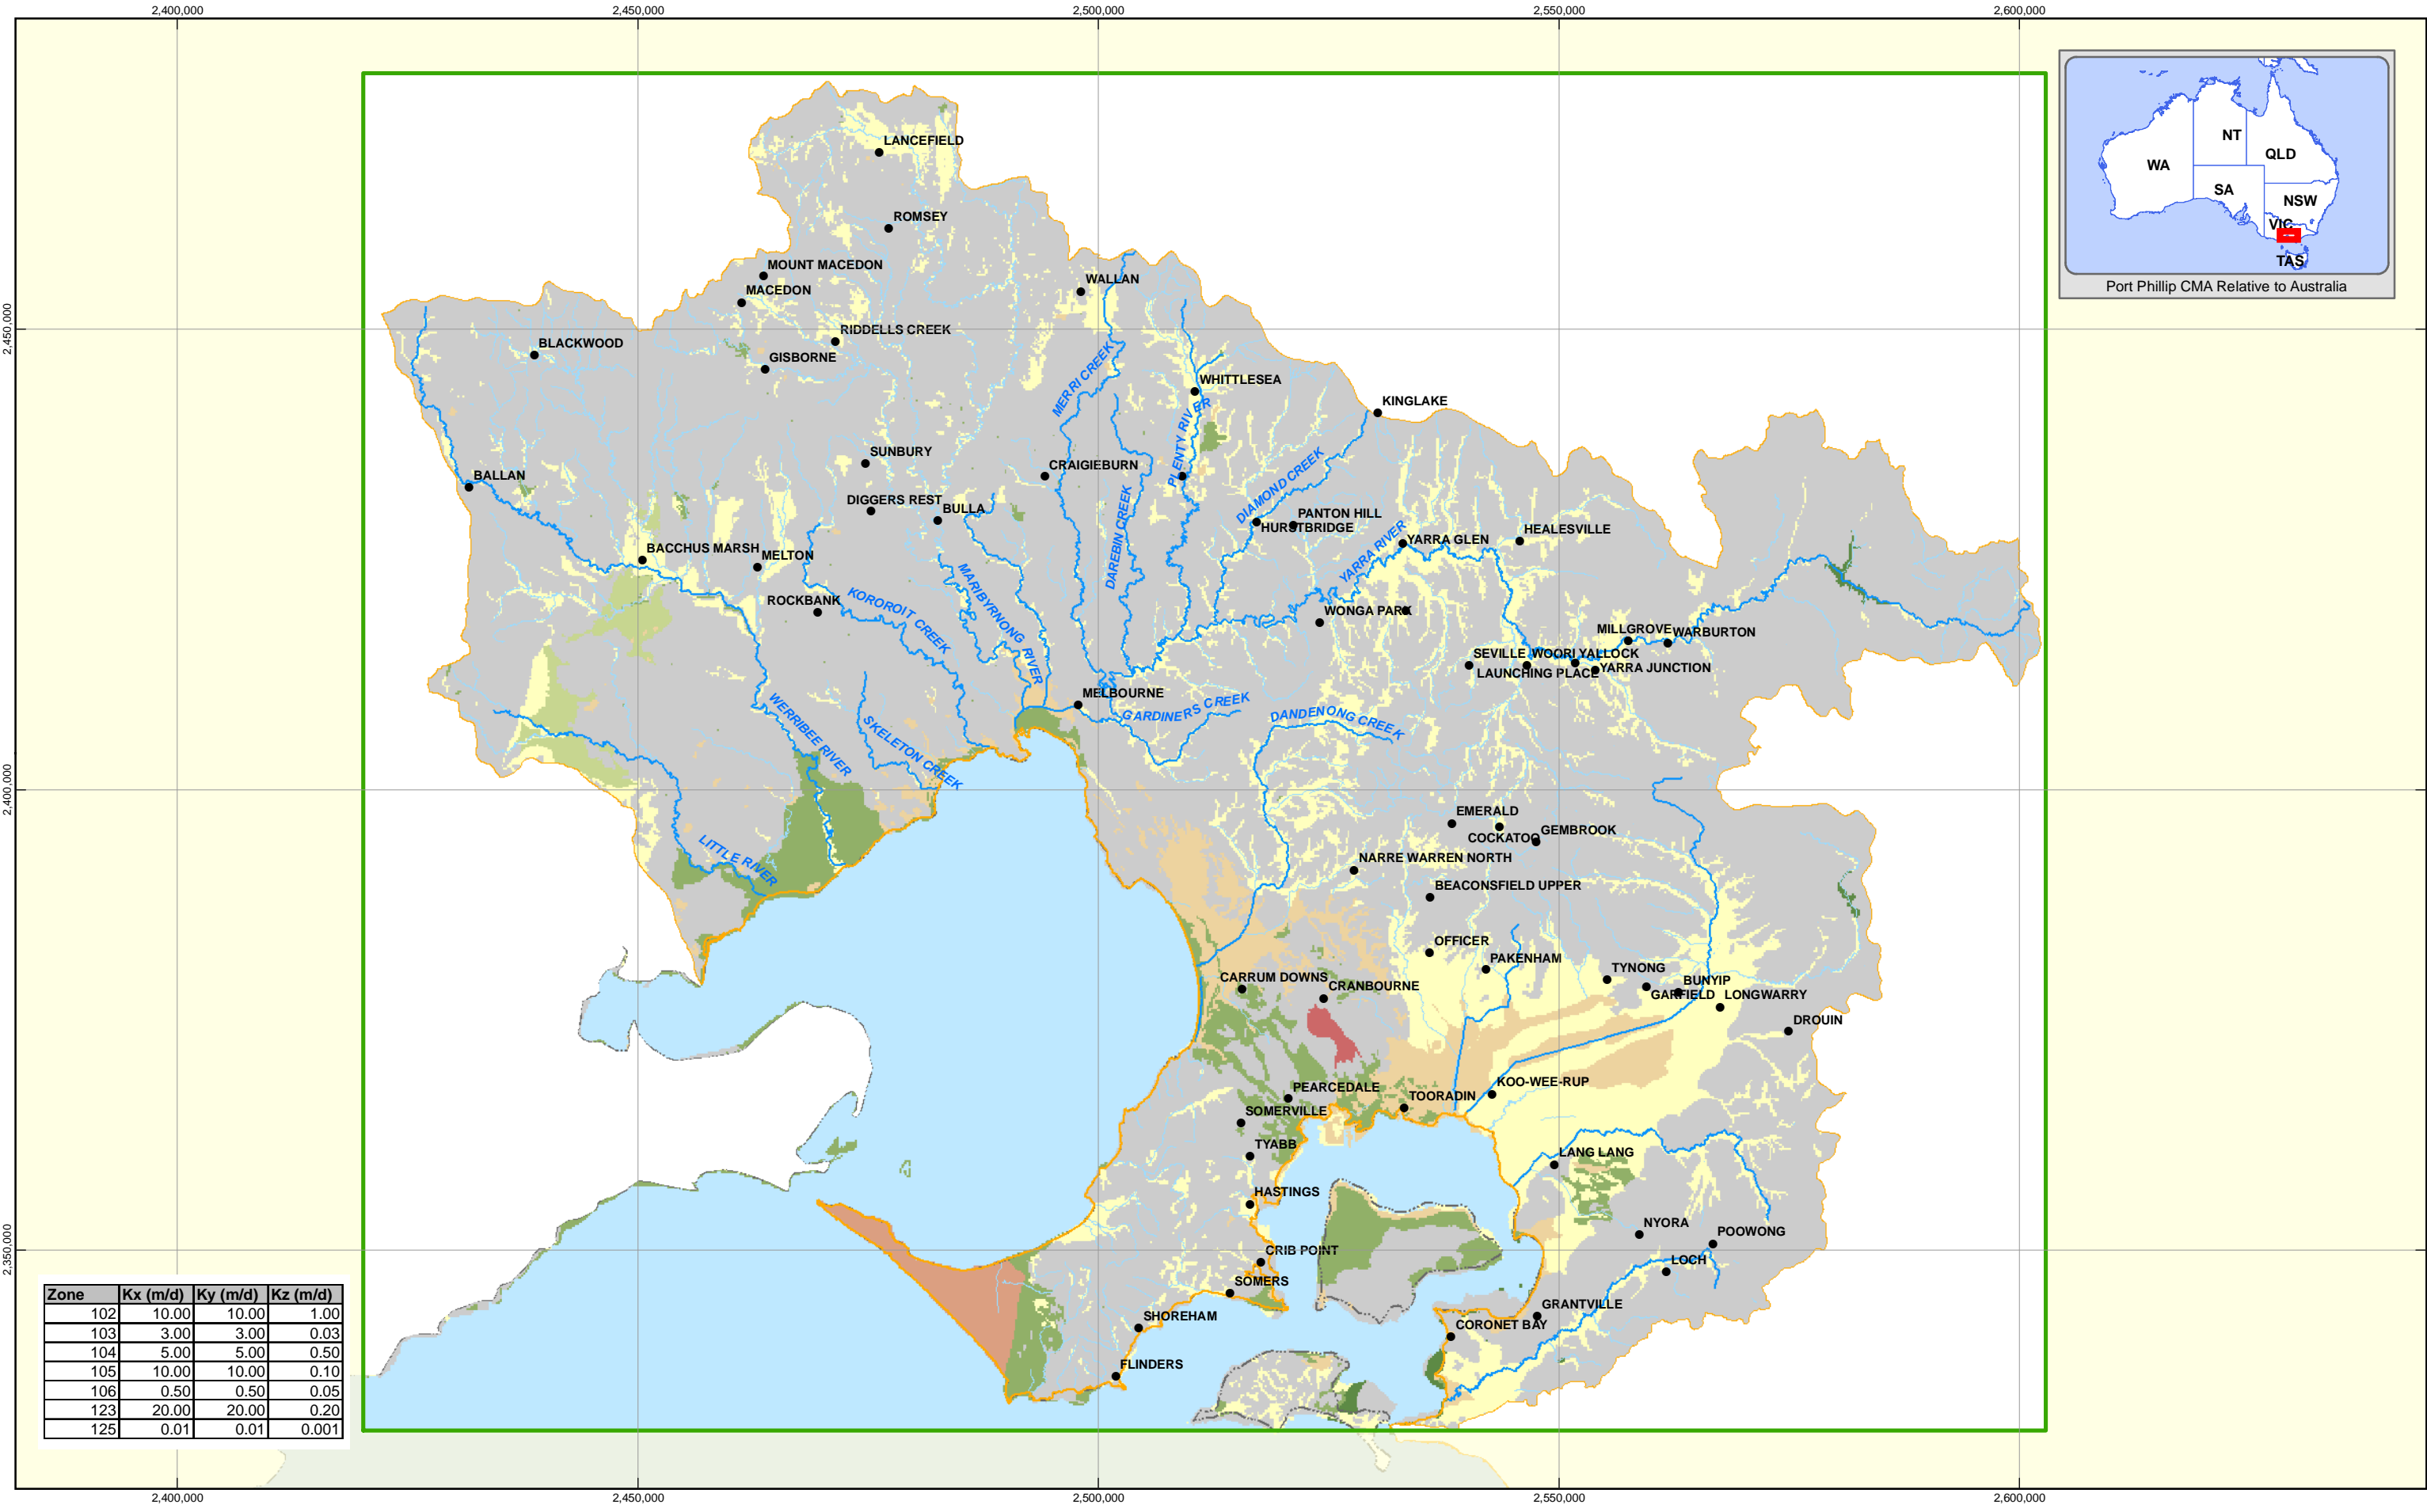 2,400,000 2,450,000 2,500,000 2,550,000 2,600,000
NT
WA
QLD
SA
NSW
VIC
TAS
Port Phillip CMA Relative to Australia
LANCEFIELD
ROMSEY
MOUNT MACEDON
MACEDON
WALLAN
2,450,000
RIDDELLS CREEK
BLACKWOOD
GISBORNE
MERRI CREEK
WHITTLESEA
KINGLAKE
PLENTY RIVER
SUNBURY
CRAIGIEBURN
BALLAN
DIAMOND CREEK
DIGGERS REST
BULLA
PANTON HILL
HURSTBRIDGE
DAREBIN CREEK
HEALESVILLE
YARRA GLEN
YARRA RIVER
BACCHUS MARSH
MELTON
MARIBYRNONG RIVER
ROCKBANK
KOROROIT CREEK
WONGA PARK
MILLGROVE
WARBURTON
SEVILLE
WOORI YALLOCK
LAUNCHING PLACE
YARRA JUNCTION
MELBOURNE
GARDINERS CREEK
DANDENONG CREEK
WERRIBEE RIVER
SKELETON CREEK
2,400,000
EMERALD
COCKATOO
GEMBROOK
LITTLE RIVER
NARRE WARREN NORTH
BEACONSFIELD UPPER
OFFICER
PAKENHAM
TYNONG
CARRUM DOWNS
CRANBOURNE
BUNYIP
GARFIELD
LONGWARRY
DROUIN
PEARCEDALE
TOORADIN
KOO-WEE-RUP
SOMERVILLE
TYABB
LANG LANG
HASTINGS
NYORA
POOWONG
2,350,000
CRIB POINT
LOCH
SOMERS
GRANTVILLE
SHOREHAM
CORONET BAY
FLINDERS
Zone Kx (m/d) Ky (m/d) Kz (m/d)
102 10.00 10.00 1.00
103 3.00 3.00 0.03
104 5.00 5.00 0.50
105 10.00 10.00 0.10
106 0.50 0.50 0.05
123 20.00 20.00 0.20
125 0.01 0.01 0.001
2,400,000 2,450,000 2,500,000 2,550,000 2,600,000